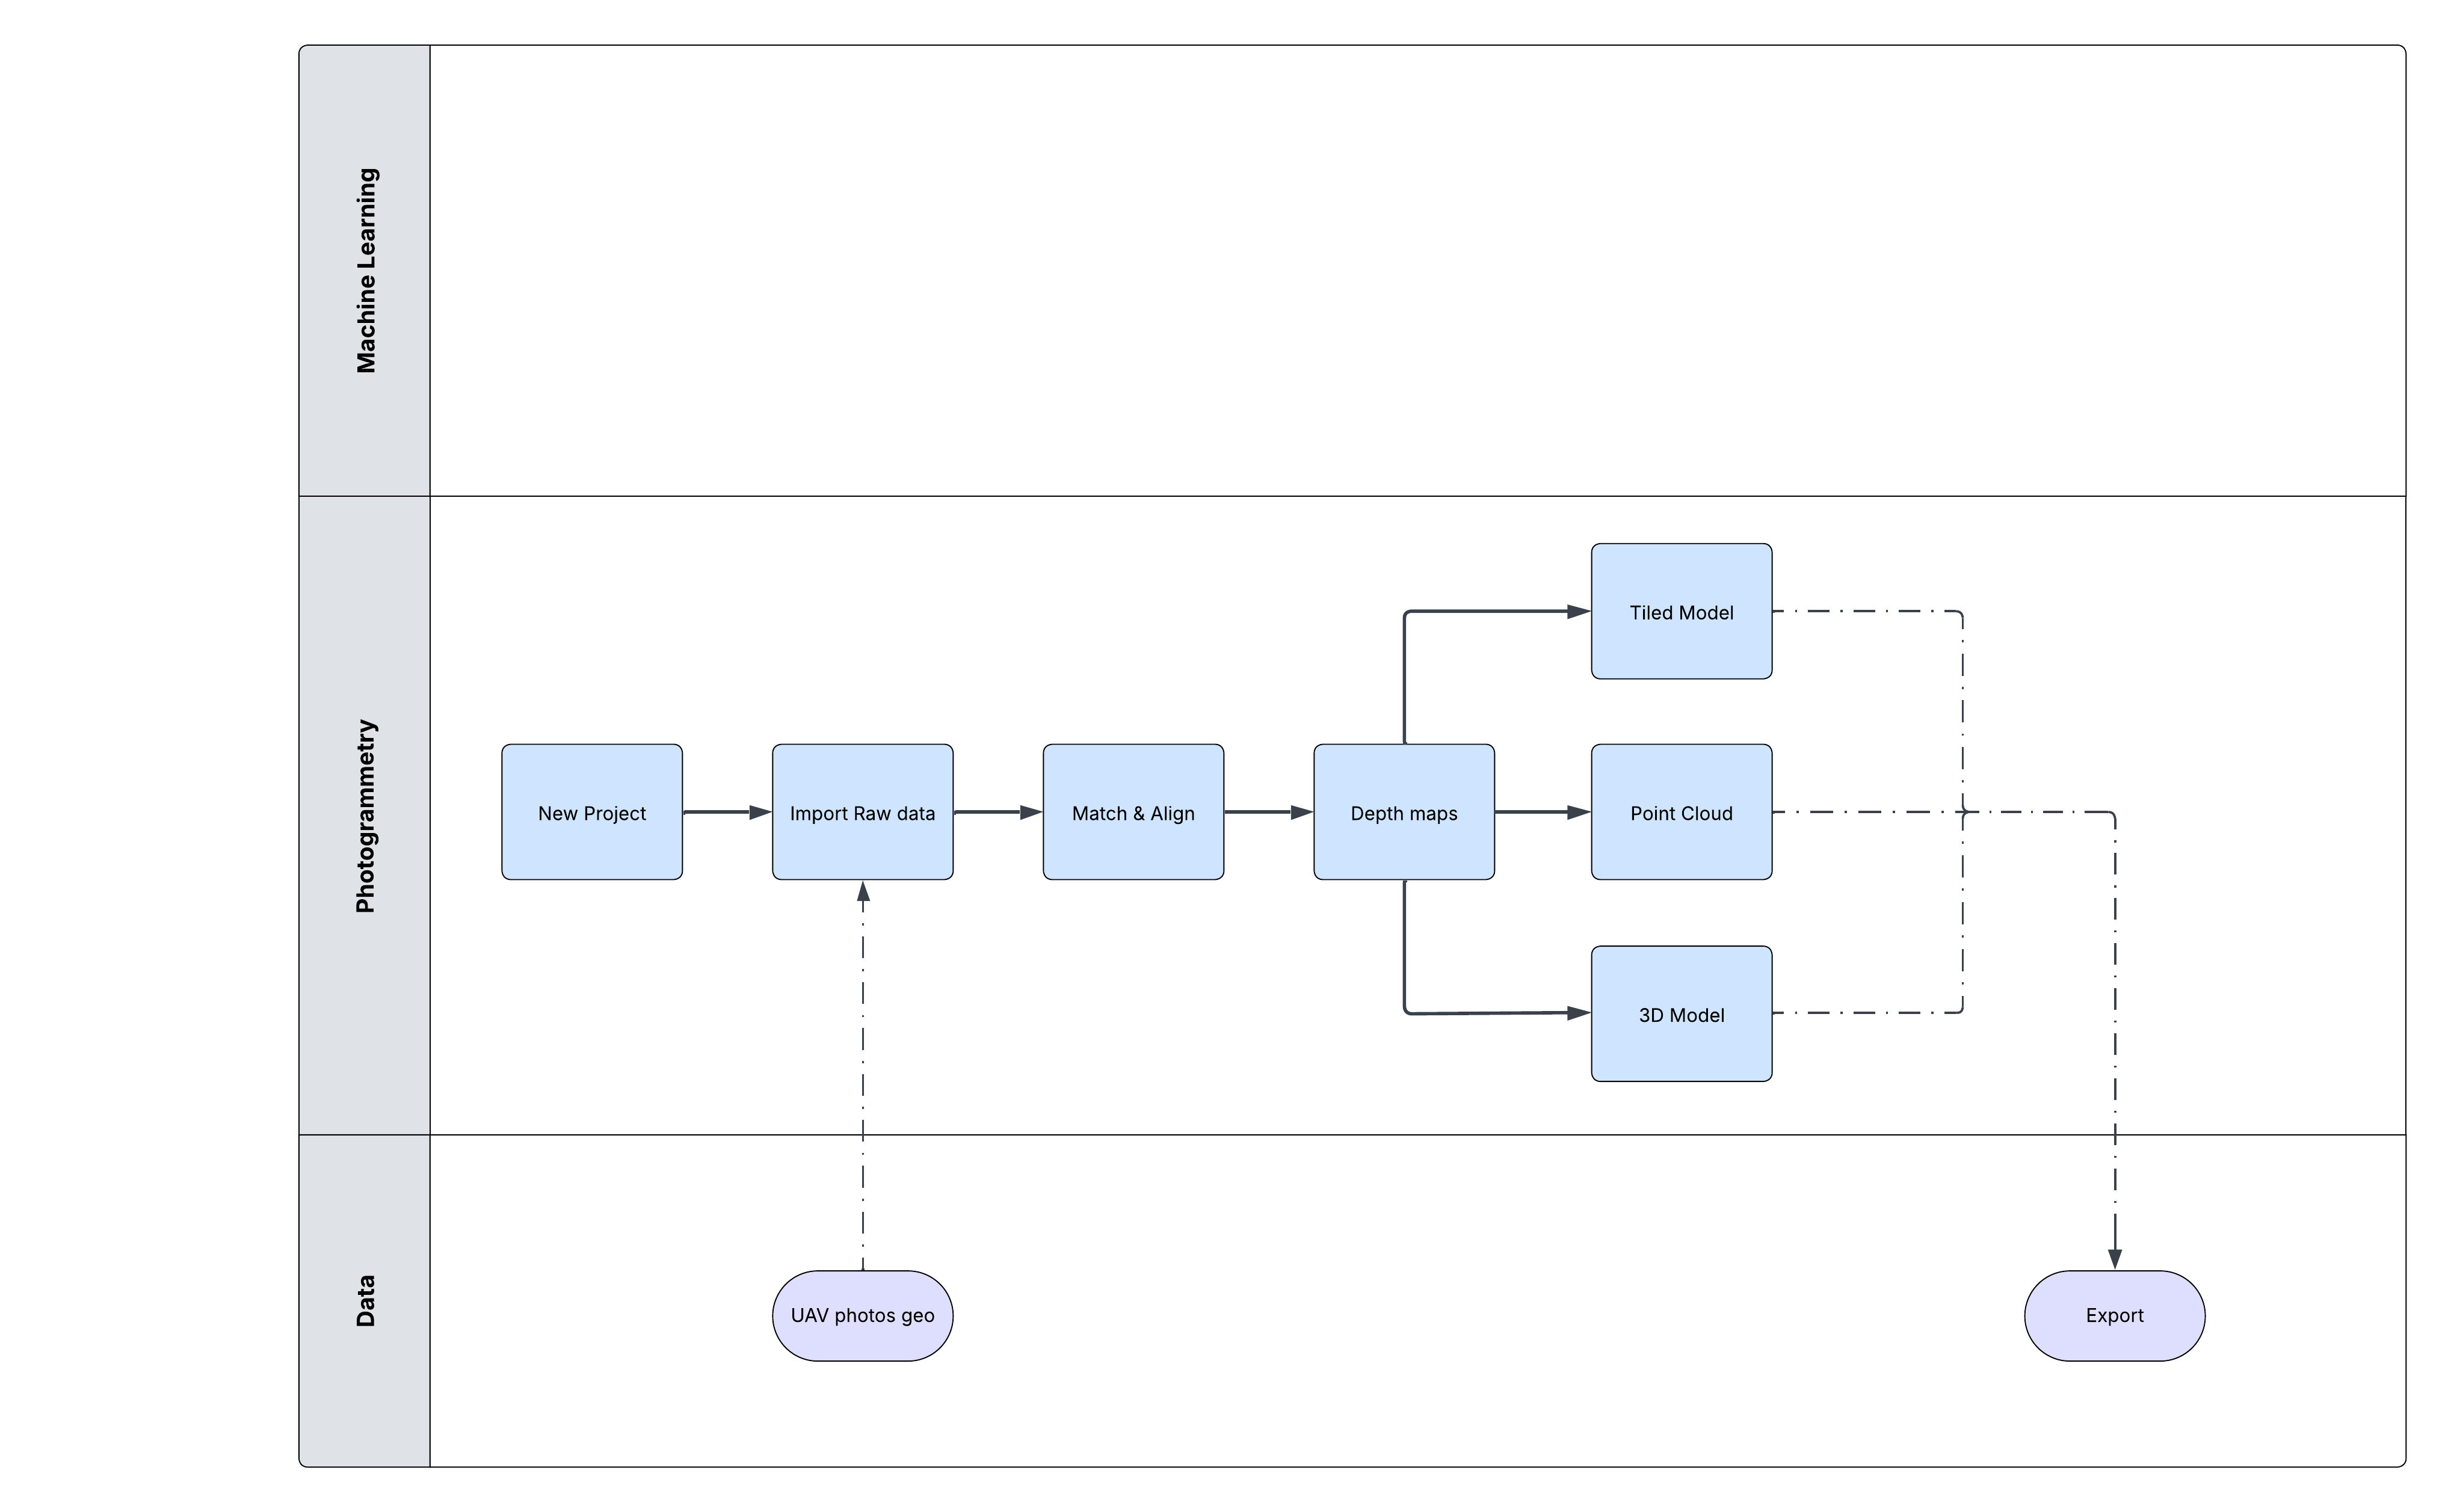 Machine Learning
Photogrammetry
Tiled Model
New Project
Import Raw data
Match & Align
Depth maps
Point Cloud
3D Model
Data
UAV photos geo
Export